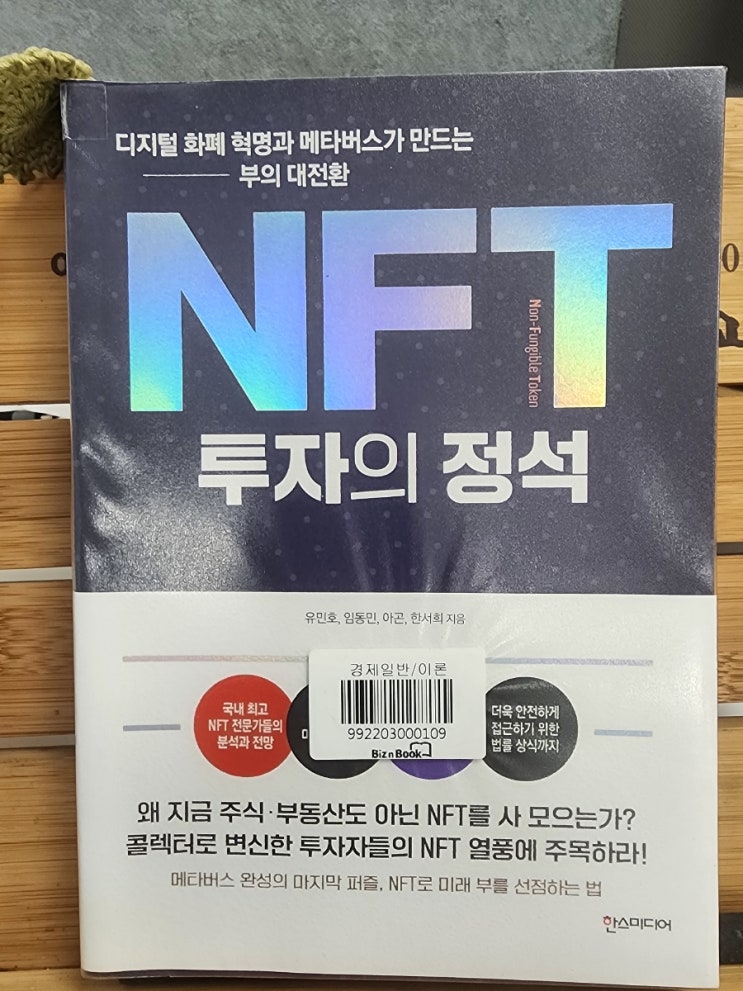 디지털 화폐 혁명과 메타버스가 만드는
부의 대전환
NFT
Non-Fungible Token
투자의 정석
유민호, 임동민, 아곤, 한서희 지음
경제일반/이론
992203000109
Biz n Book
국내 최고
NFT 전문가들의
분석과 전망
더욱 안전하게
접근하기 위한
법률 상식까지
왜 지금 주식·부동산도 아닌 NFT를 사 모으는가?
콜렉터로 변신한 투자자들의 NFT 열풍에 주목하라!
메타버스 완성의 마지막 퍼즐, NFT로 미래 부를 선점하는 법
한스미디어